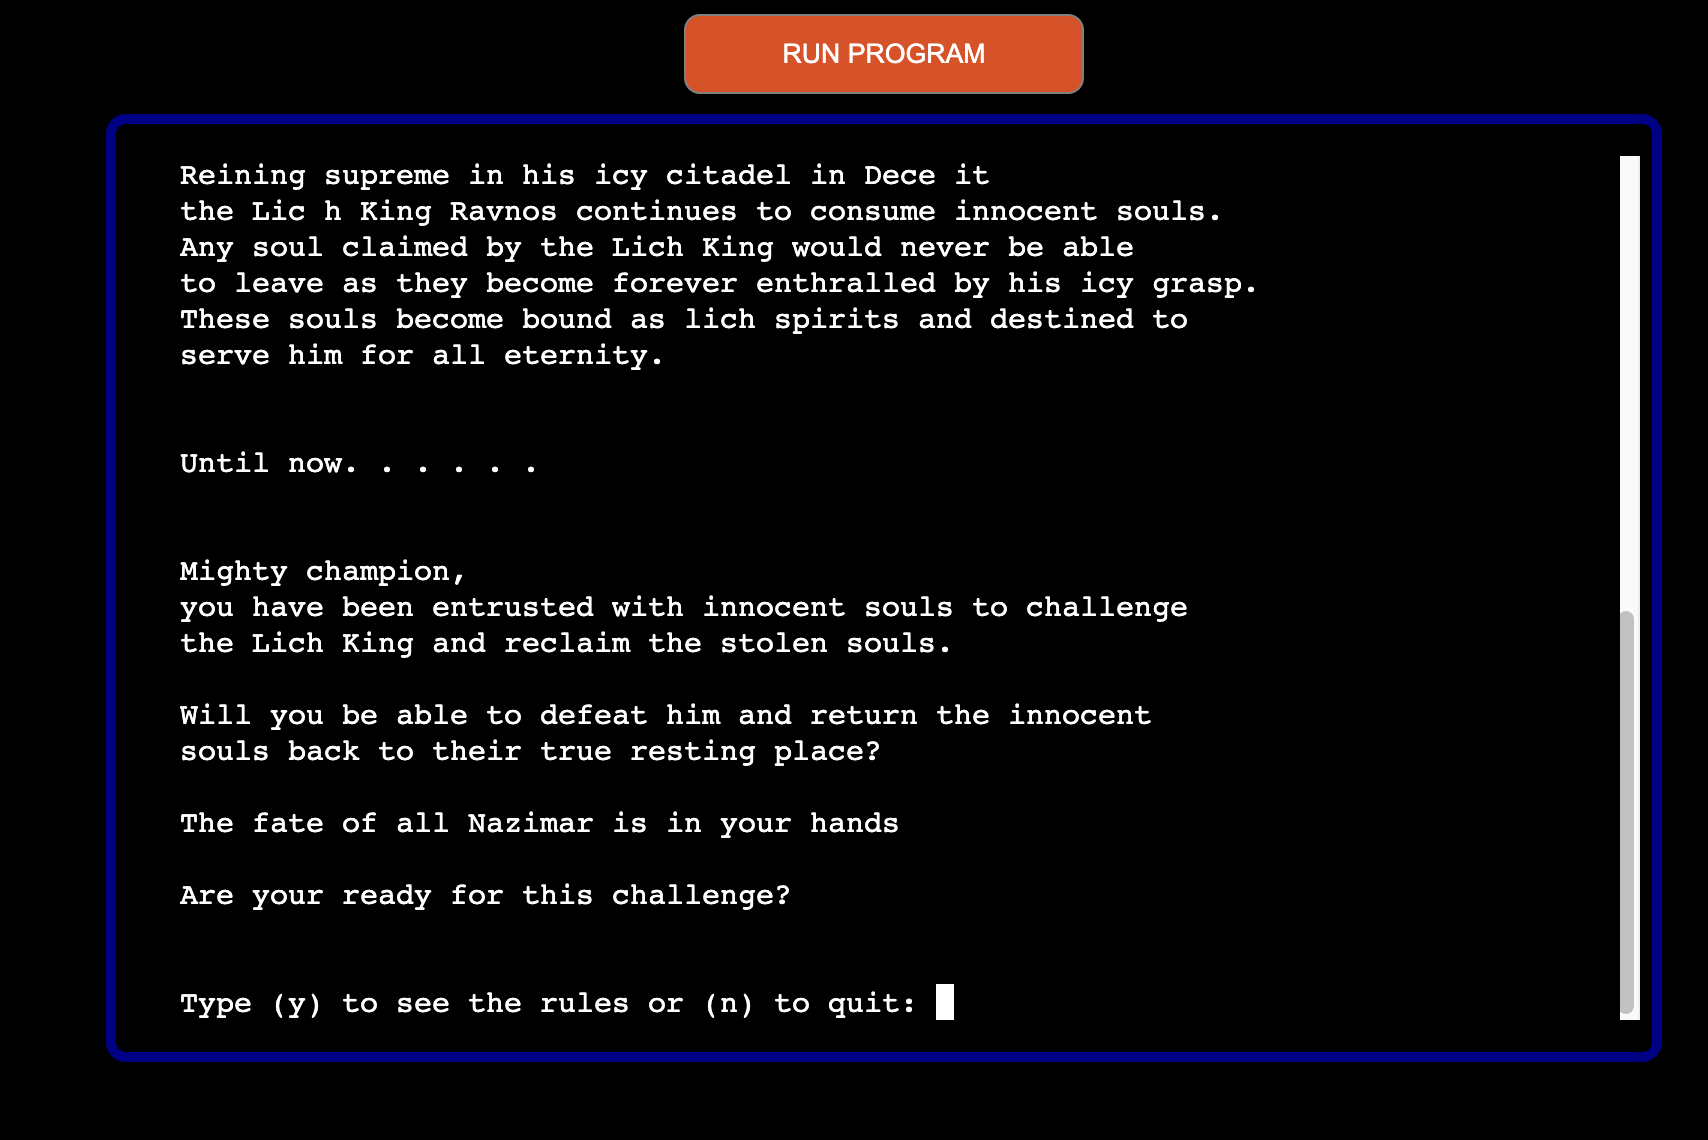 RUN PROGRAM
Reining supreme in his icy citadel in Dece it
the Lic h King Ravnos continues to consume innocent souls.
Any soul claimed by the Lich King would never be able
to leave as they become forever enthralled by his icy grasp.
These souls become bound as lich spirits and destined to
serve him for all eternity.
Until now. . . . . .
Mighty champion,
you have been entrusted with innocent souls to challenge
the Lich King and reclaim the stolen souls.
Will you be able to defeat him and return the innocent
souls back to their true resting place?
The fate of all Nazimar is in your hands
Are your ready for this challenge?
Type (y) to see the rules or (n) to quit: